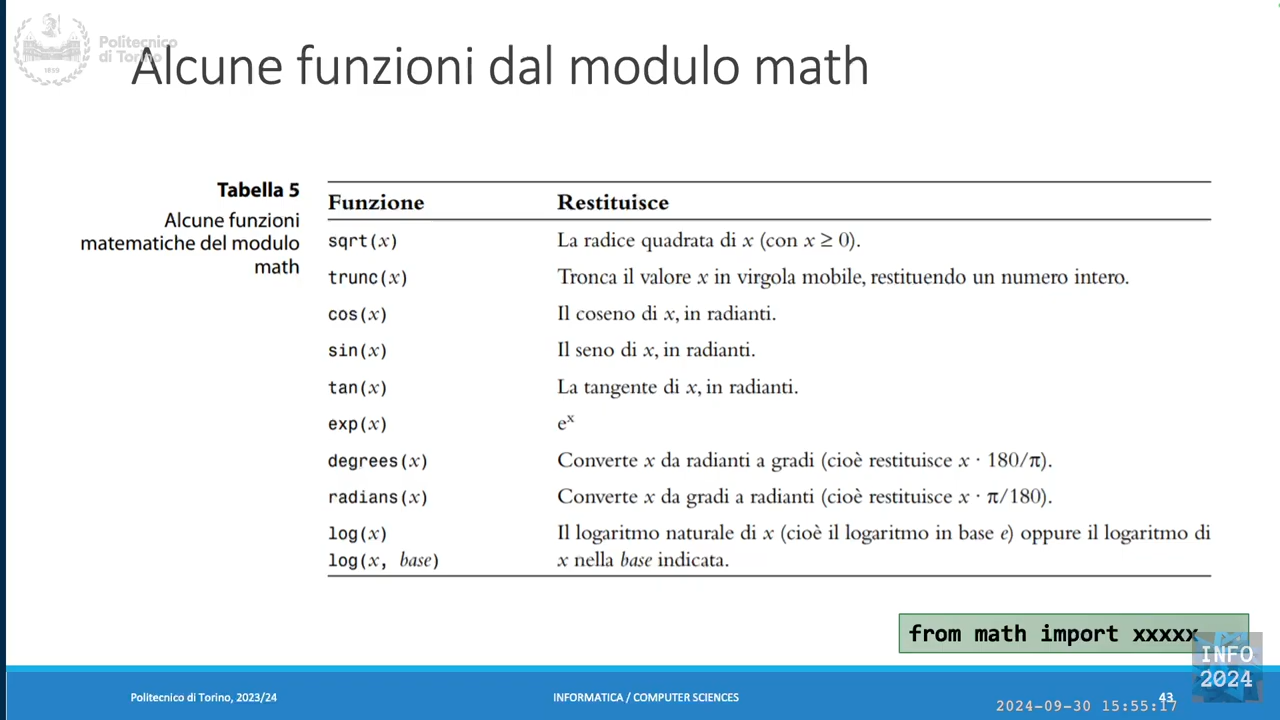 Politecnico
di Torino
1859
Alcune funzioni dal modulo math
Tabella 5
Alcune funzioni
matematiche del modulo
math
Funzione Restituisce
sqrt(x) La radice quadrata di x (con x ≥ 0).
trunc(x) Tronca il valore x in virgola mobile, restituendo un numero intero.
cos(x) Il coseno di x, in radianti.
sin(x) Il seno di x, in radianti.
tan(x) La tangente di x, in radianti.
exp(x) eˣ
degrees(x) Converte x da radianti a gradi (cioè restituisce x · 180/π).
radians(x) Converte x da gradi a radianti (cioè restituisce x · π/180).
log(x) Il logaritmo naturale di x (cioè il logaritmo in base e) oppure il logaritmo di
log(x, base) x nella base indicata.
from math import xxxxx
INFO
2024
Politecnico di Torino, 2023/24 INFORMATICA / COMPUTER SCIENCES 43
2024-09-30 15:55:17